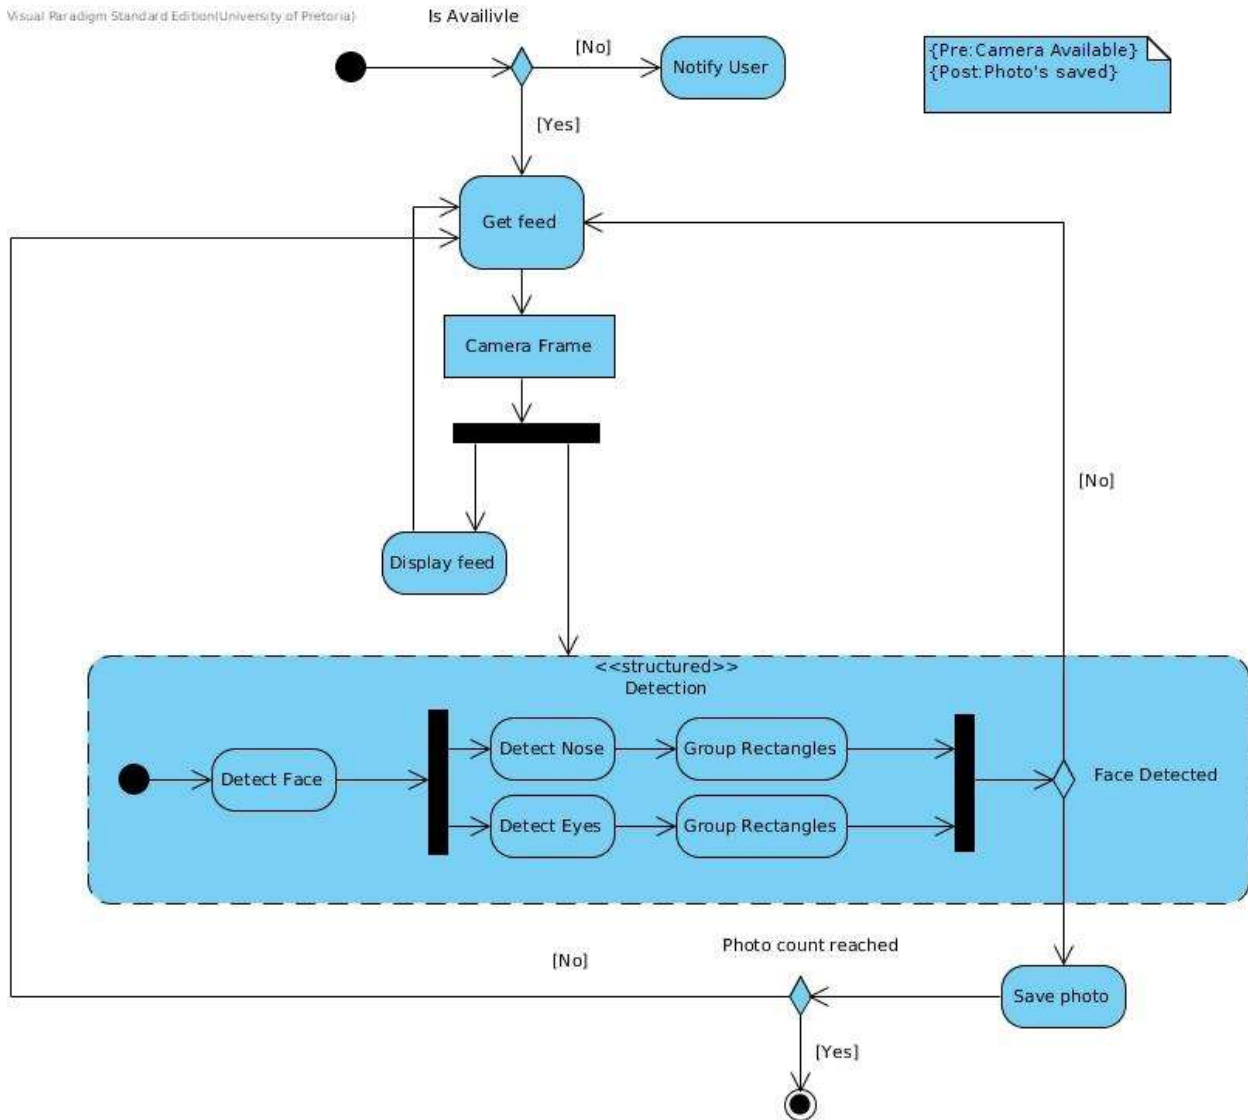 Visual Paradigm Standard Edition(University of Pretoria)
Is Availivle
[No]
Notify User
{Pre:Camera Available}
{Post:Photo's saved}
[Yes]
Get feed
Camera Frame
[No]
Display feed
<<structured>>
Detection
Detect Nose
Group Rectangles
Detect Face
Face Detected
Detect Eyes
Group Rectangles
Photo count reached
[No]
Save photo
[Yes]